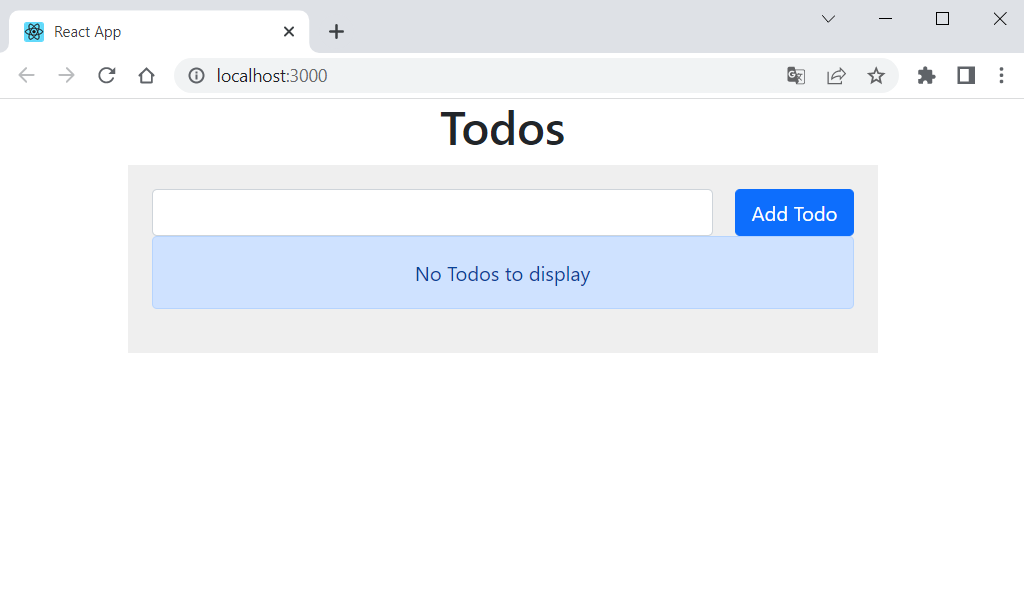 React App
localhost:3000
Todos
Add Todo
No Todos to display